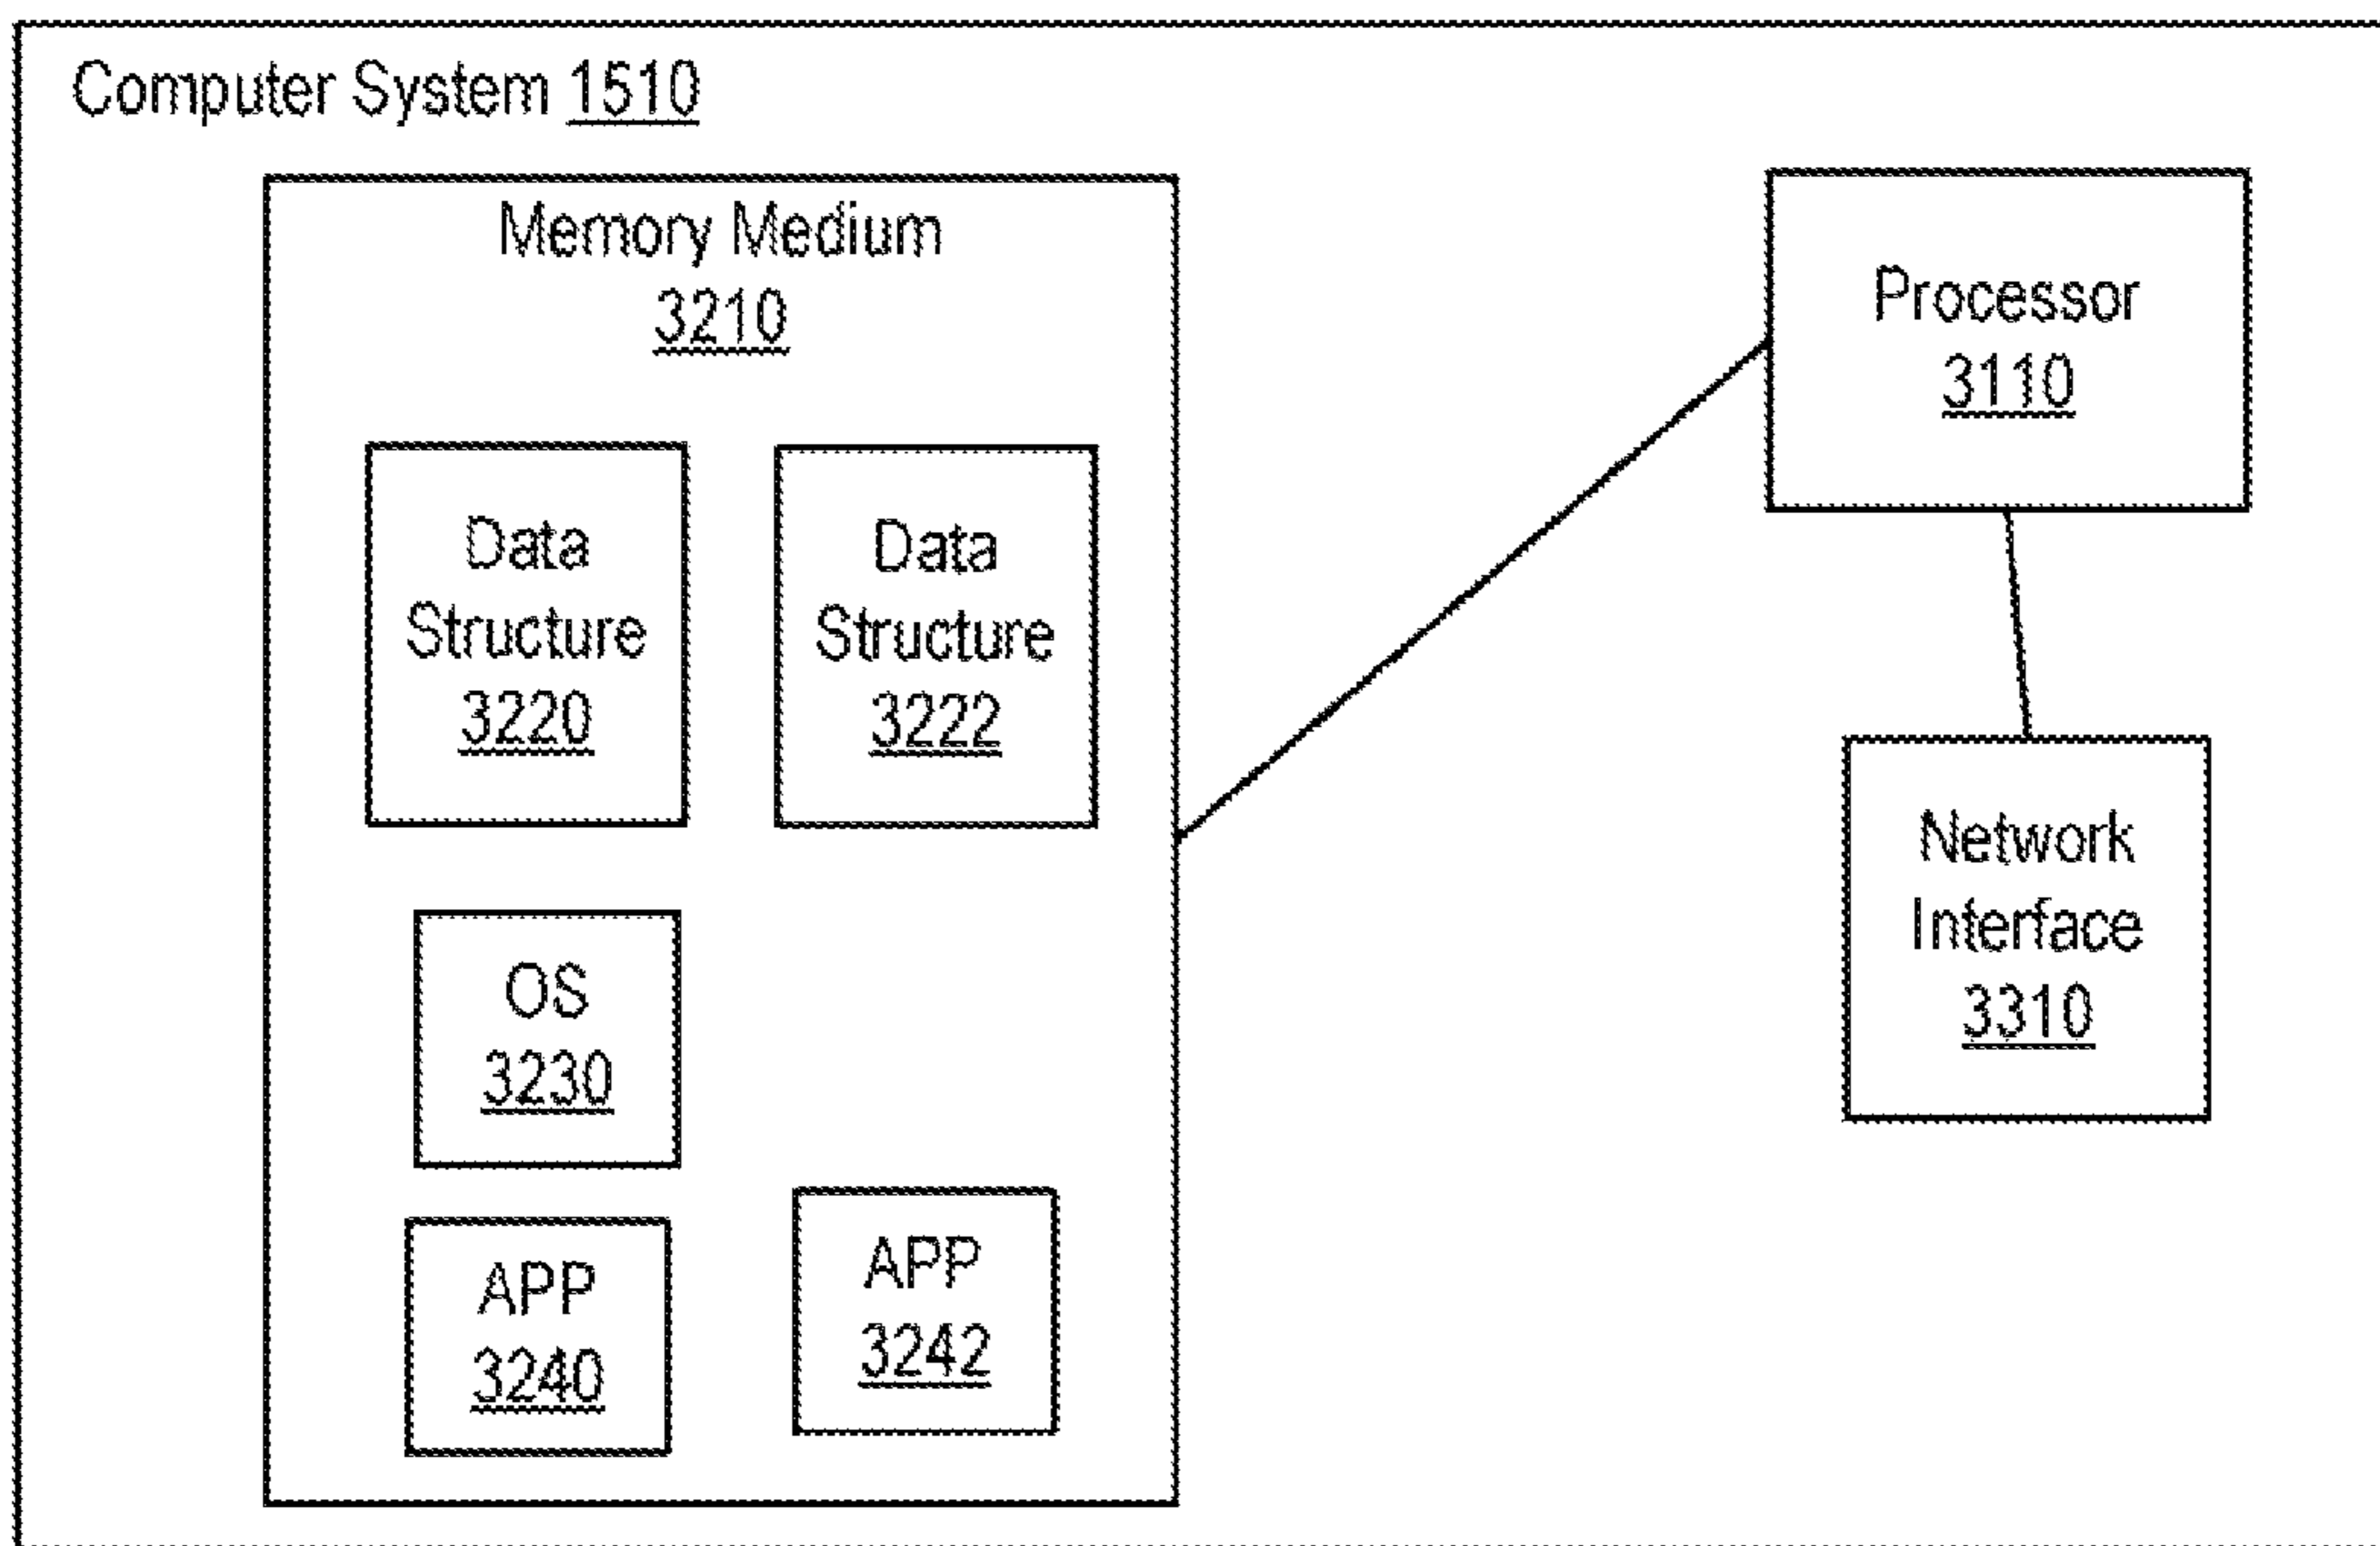 Computer System 1510
Memory Medium
3210
Data
Structure
3220
Data
Structure
3222
OS
3230
APP
3240
APP
3242
Processor
3110
Network
Interface
3310